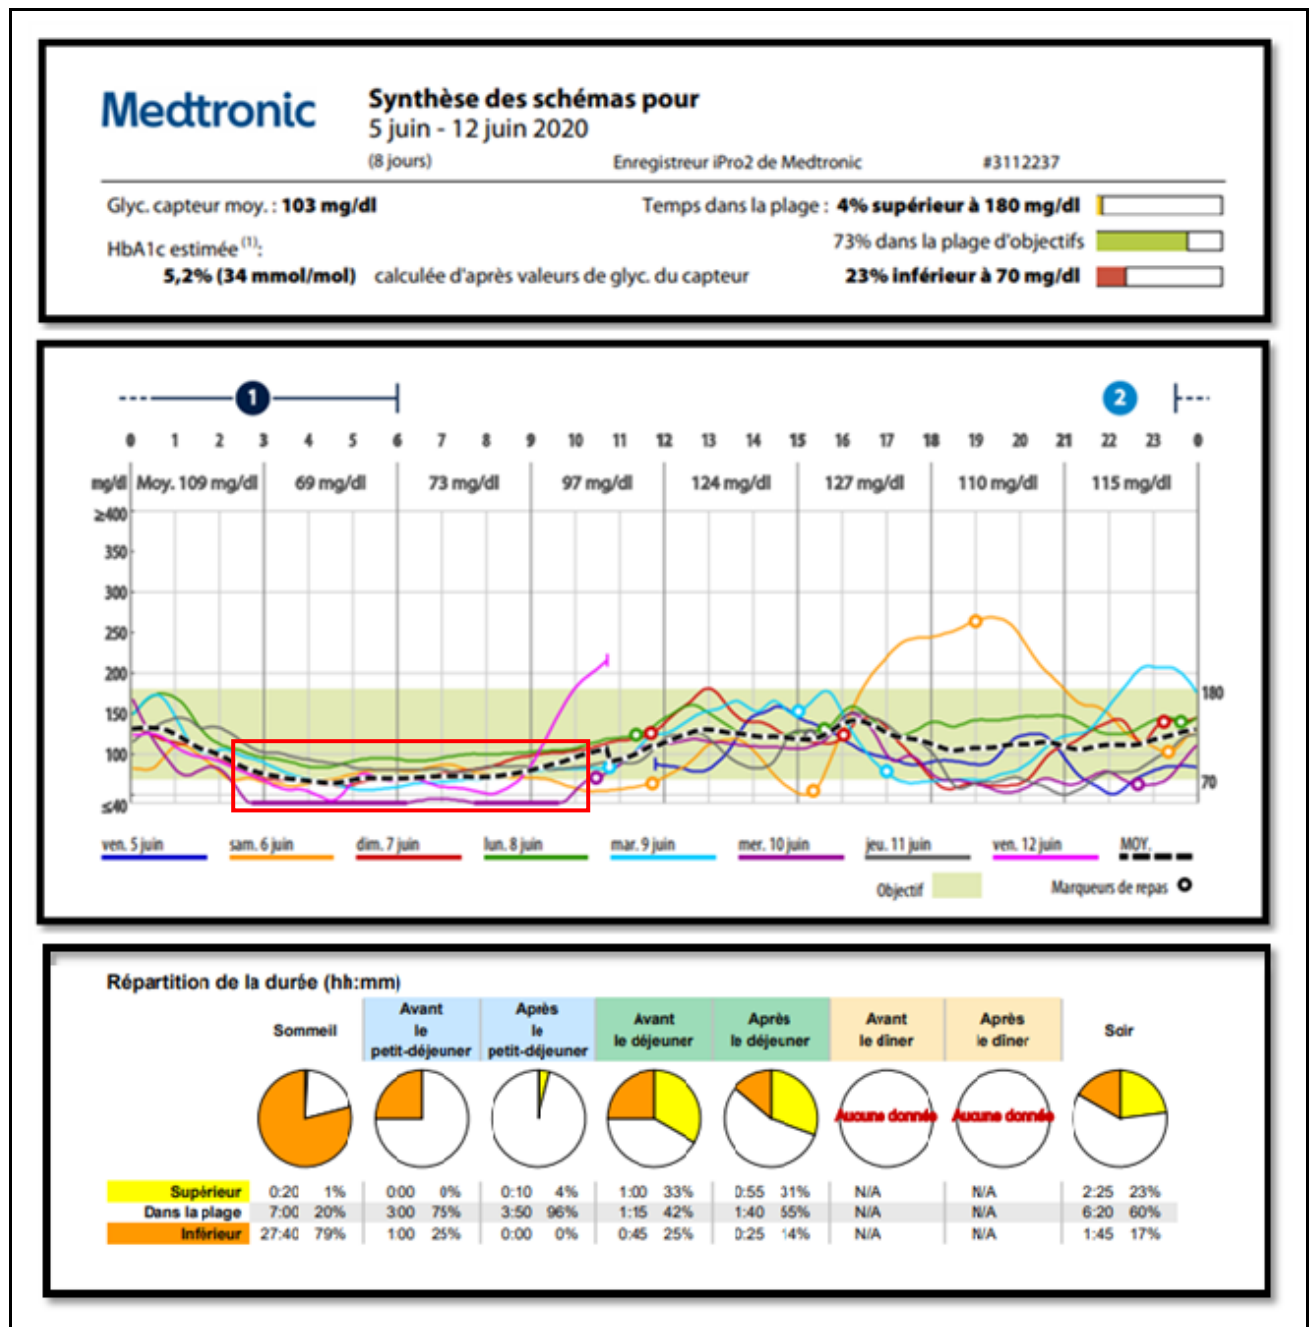 Medtronic
Synthèse des schémas pour
5 juin - 12 juin 2020
(8 jours) Enregistreur iPro2 de Medtronic #3112237
Glyc. capteur moy. : 103 mg/dl Temps dans la plage : 4% supérieur à 180 mg/dl
HbA1c estimée (1): 73% dans la plage d'objectifs
5,2% (34 mmol/mol) calculée d'après valeurs de glyc. du capteur 23% inférieur à 70 mg/dl
1 2
0 1 2 3 4 5 6 7 8 9 10 11 12 13 14 15 16 17 18 19 20 21 22 23 0
mg/dl Moy. 109 mg/dl 69 mg/dl 73 mg/dl 97 mg/dl 124 mg/dl 127 mg/dl 110 mg/dl 115 mg/dl
≥400
350
300
250
200
180
150
100
70
≤40
ven. 5 juin sam. 6 juin dim. 7 juin lun. 8 juin mar. 9 juin mer. 10 juin jeu. 11 juin ven. 12 juin MOY.
Objectif Marqueurs de repas
Répartition de la durée (hh:mm)
Sommeil Avant le petit-déjeuner Après le petit-déjeuner Avant le déjeuner Après le déjeuner Avant le dîner Après le dîner Soir
Aucune donnée Aucune donnée
Supérieur 0:20 1% 0:00 0% 0:10 4% 1:00 33% 0:55 31% N/A N/A 2:25 23%
Dans la plage 7:00 20% 3:00 75% 3:50 96% 1:15 42% 1:40 55% N/A N/A 6:20 60%
Inférieur 27:40 79% 1:00 25% 0:00 0% 0:45 25% 0:25 14% N/A N/A 1:45 17%